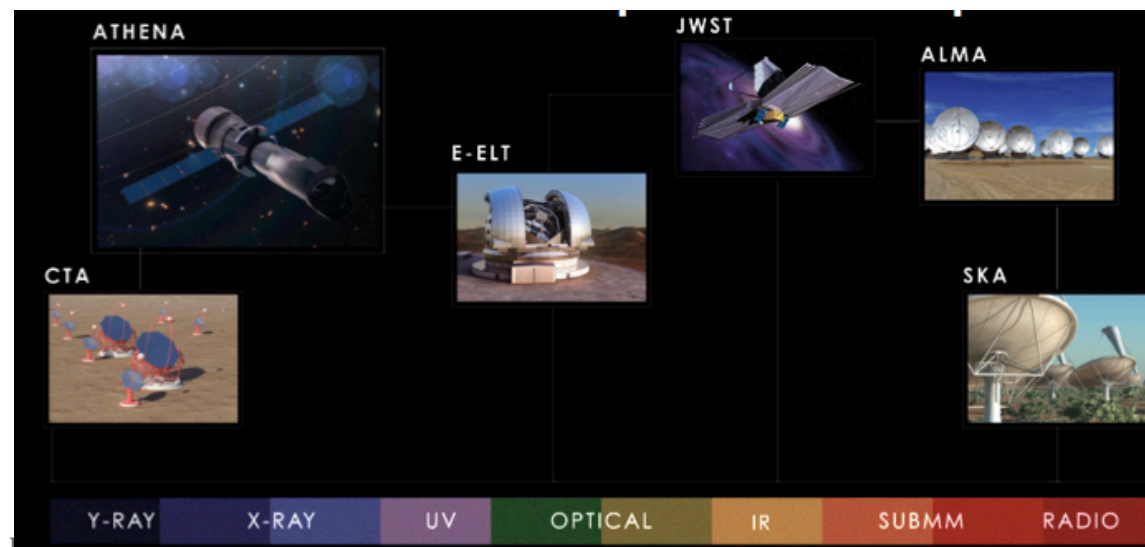 ATHENA
JWST
ALMA
E-ELT
CTA
SKA
Y-RAY X-RAY UV OPTICAL IR SUBMM RADIO